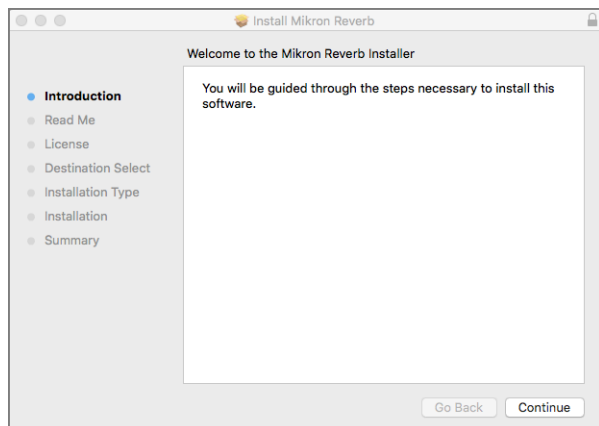 Install Mikron Reverb
Welcome to the Mikron Reverb Installer
Introduction
Read Me
License
Destination Select
Installation Type
Installation
Summary
You will be guided through the steps necessary to install this
software.
Go Back
Continue